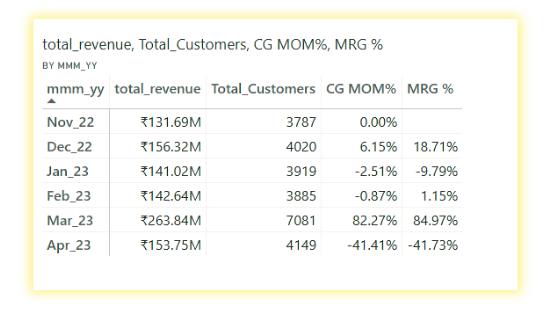 total_revenue, Total_Customers, CG MOM%, MRG %
BY MMM_YY
mmm_yy total_revenue Total_Customers CG MOM% MRG %
Nov_22 ₹131.69M 3787 0.00%
Dec_22 ₹156.32M 4020 6.15% 18.71%
Jan_23 ₹141.02M 3919 -2.51% -9.79%
Feb_23 ₹142.64M 3885 -0.87% 1.15%
Mar_23 ₹263.84M 7081 82.27% 84.97%
Apr_23 ₹153.75M 4149 -41.41% -41.73%